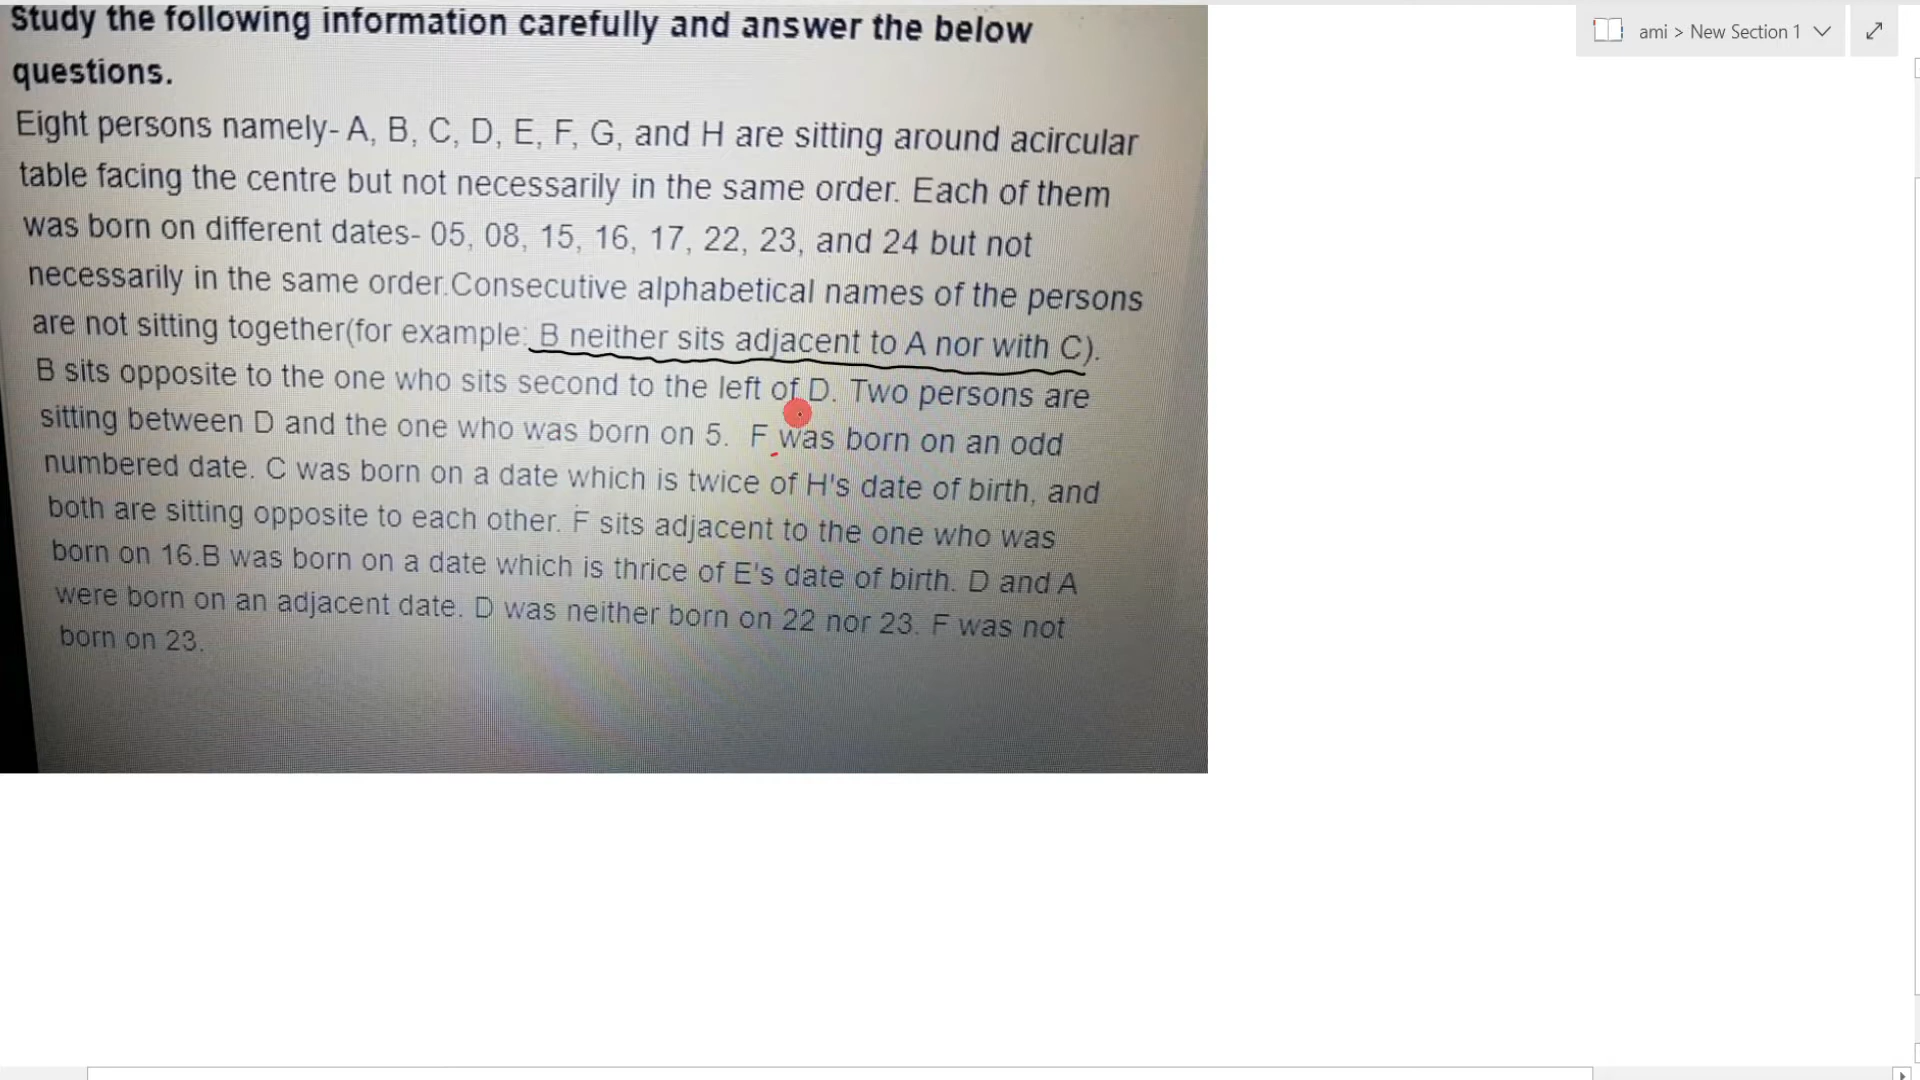 Study the following information carefully and answer the below
questions.
Eight persons namely- A, B, C, D, E, F, G, and H are sitting around acircular
table facing the centre but not necessarily in the same order. Each of them
was born on different dates- 05, 08, 15, 16, 17, 22, 23, and 24 but not
necessarily in the same order.Consecutive alphabetical names of the persons
are not sitting together(for example: B neither sits adjacent to A nor with C).
B sits opposite to the one who sits second to the left of D. Two persons are
sitting between D and the one who was born on 5. F was born on an odd
numbered date. C was born on a date which is twice of H's date of birth, and
both are sitting opposite to each other. F sits adjacent to the one who was
born on 16.B was born on a date which is thrice of E's date of birth. D and A
were born on an adjacent date. D was neither born on 22 nor 23. F was not
born on 23.
ami > New Section 1